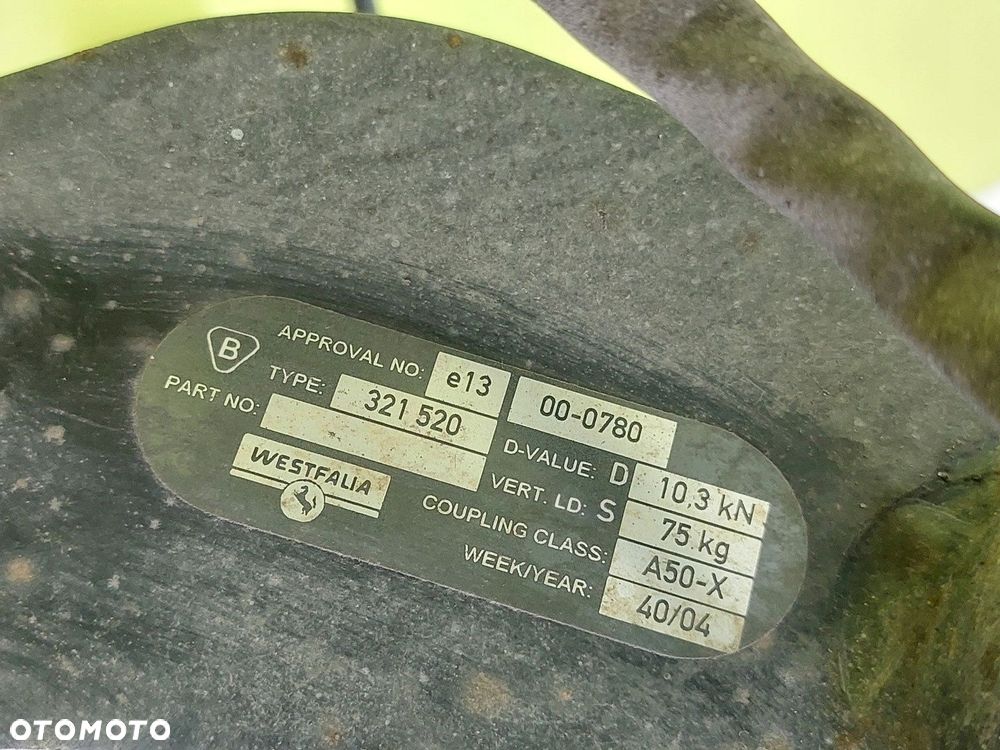 B
APPROVAL NO: e13 00-0780
TYPE: 321 520
PART NO:
WESTFALIA
D-VALUE: D 10,3 kN
VERT. LD: S 75 kg
COUPLING CLASS: A50-X
WEEK/YEAR: 40/04
OTOMOTO